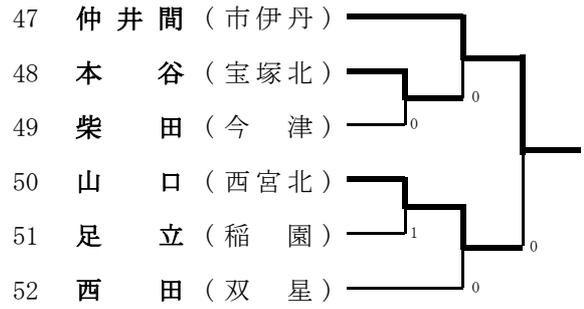 47 仲井間 (市伊丹)
48 本谷 (宝塚北)
0
49 柴田 (今津)
0
50 山口 (西宮北)
51 足立 (稲園)
1
0
52 西田 (双星)
0